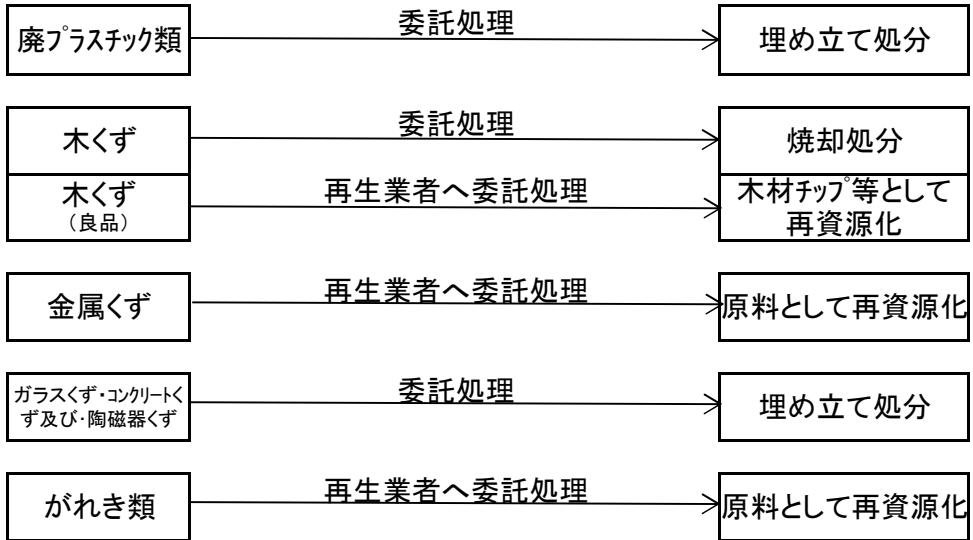 廃プラスチック類
委託処理
埋め立て処分
木くず
委託処理
焼却処分
木くず
（良品）
再生業者へ委託処理
木材チップ等として
再資源化
金属くず
再生業者へ委託処理
原料として再資源化
ガラスくず・コンクリートく
ず及び・陶磁器くず
委託処理
埋め立て処分
がれき類
再生業者へ委託処理
原料として再資源化